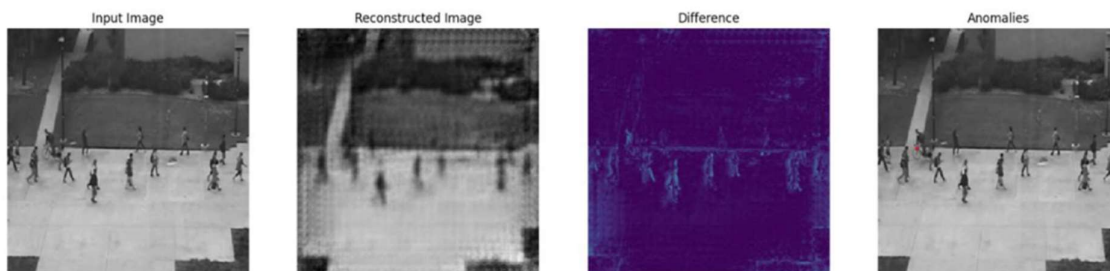 Input Image
Reconstructed Image
Difference
Anomalies